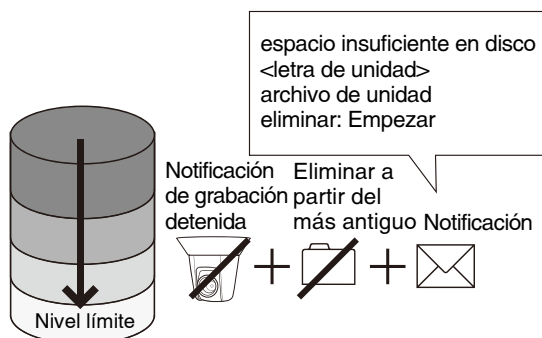 espacio insuficiente en disco
<letra de unidad>
archivo de unidad
eliminar: Empezar
Notificación
de grabación
detenida
Eliminar a
partir del
más antiguo
Notificación
Nivel límite